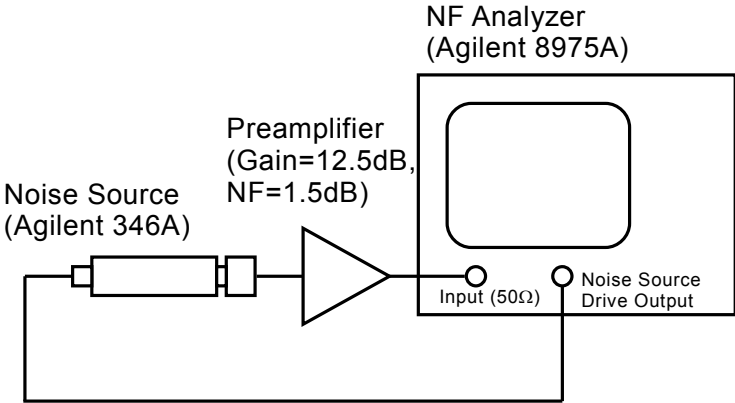 NF Analyzer
(Agilent 8975A)
Preamplifier
(Gain=12.5dB,
NF=1.5dB)
Noise Source
(Agilent 346A)
Input (50Ω)
Noise Source
Drive Output